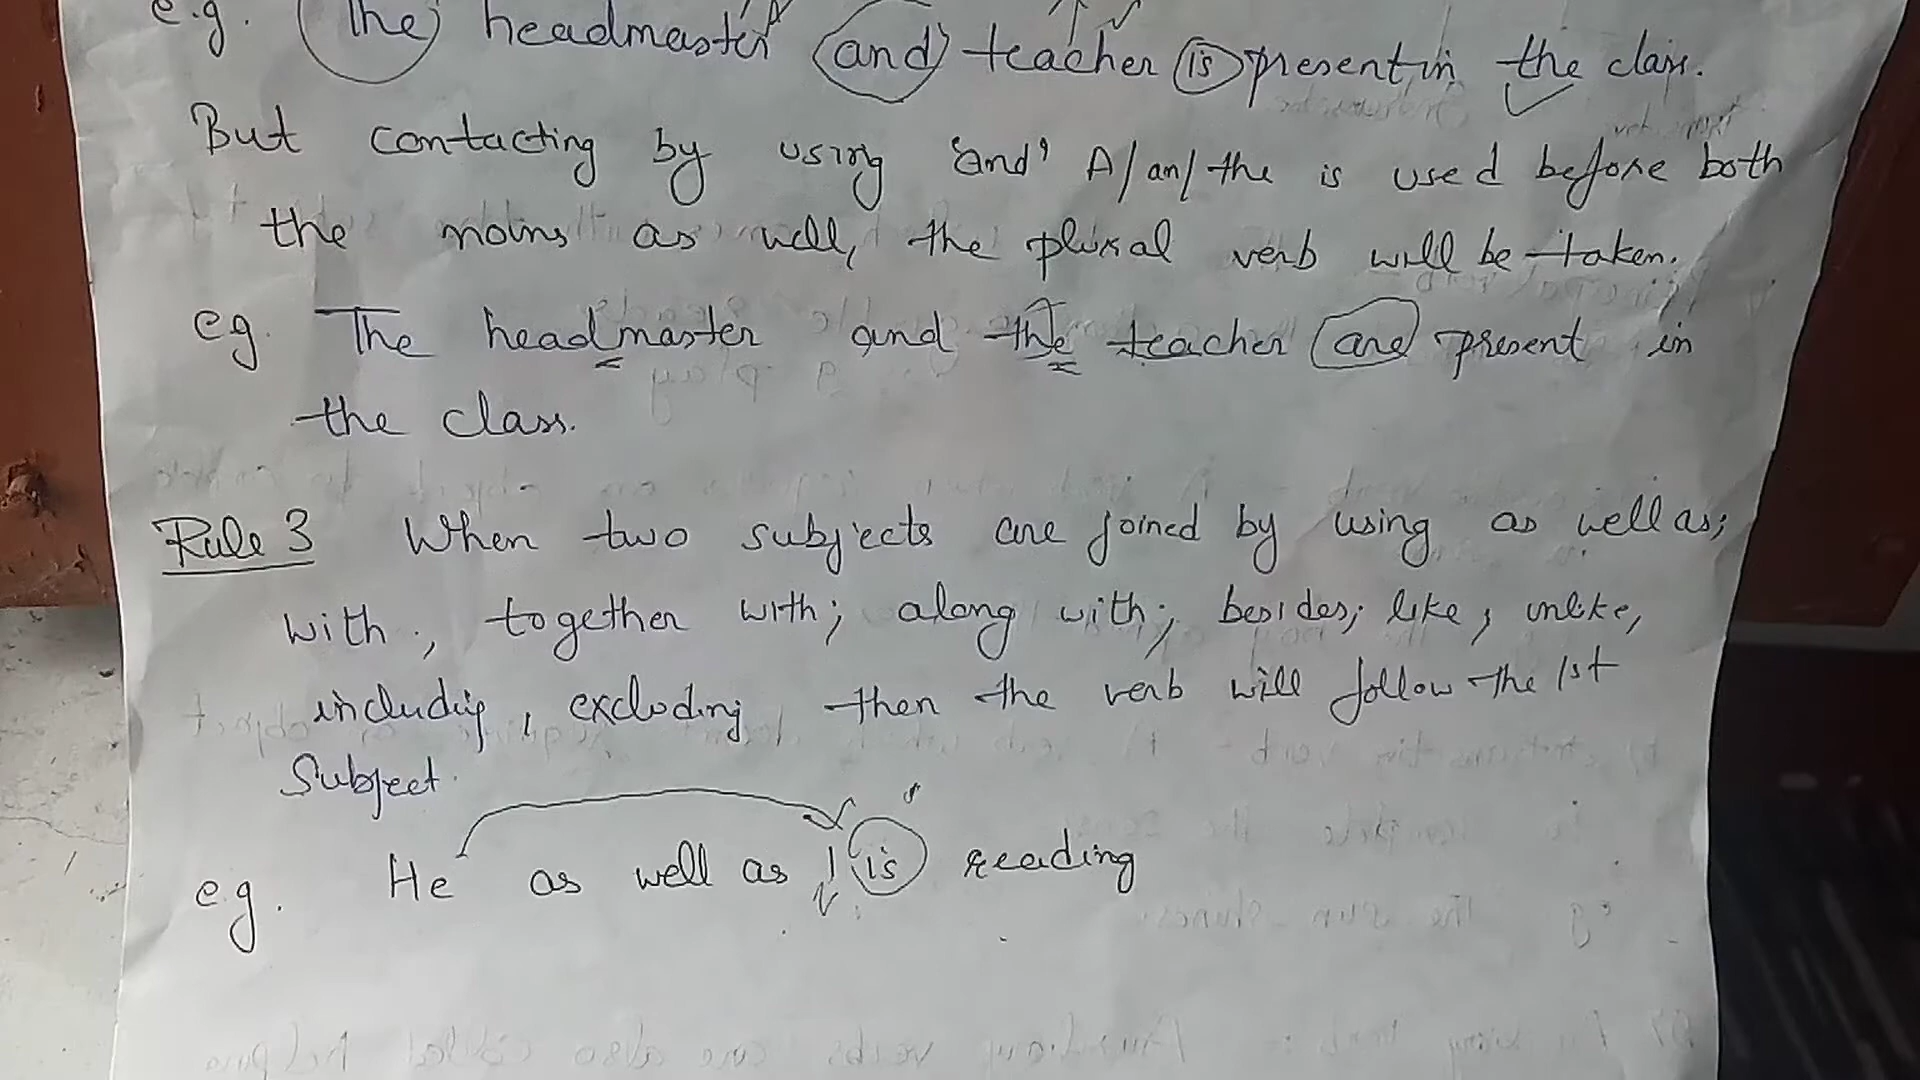 e.g. The headmaster and teacher is present in the class.
But contacting by using 'and' A/an/the is used before both
the nouns as well, the plural verb will be taken.
eg. The headmaster and the teacher are present in
the class.
Rule 3 When two subjects are joined by using as well as;
with, together with; along with; besides; like, unlike,
including, excluding then the verb will follow the 1st
Subject.
e.g. He as well as I is reading